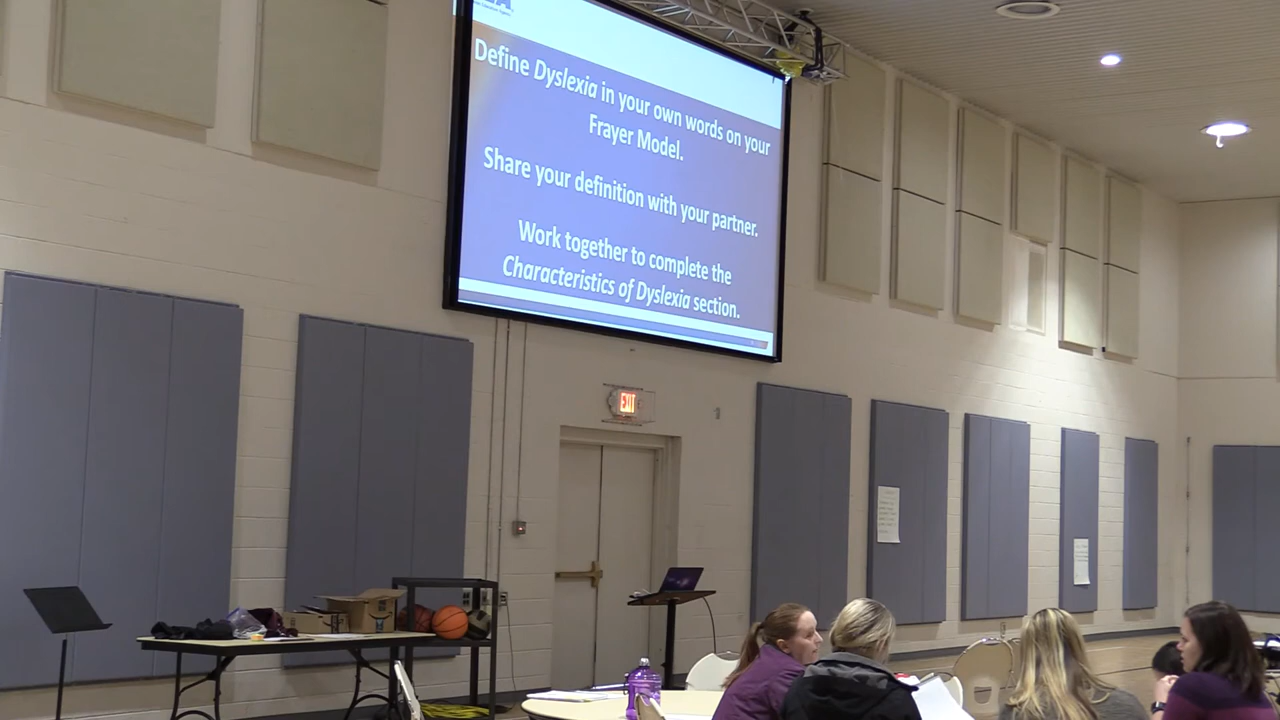 Define Dyslexia in your own words on your
Frayer Model.
Share your definition with your partner.
Work together to complete the
Characteristics of Dyslexia section.
EXIT